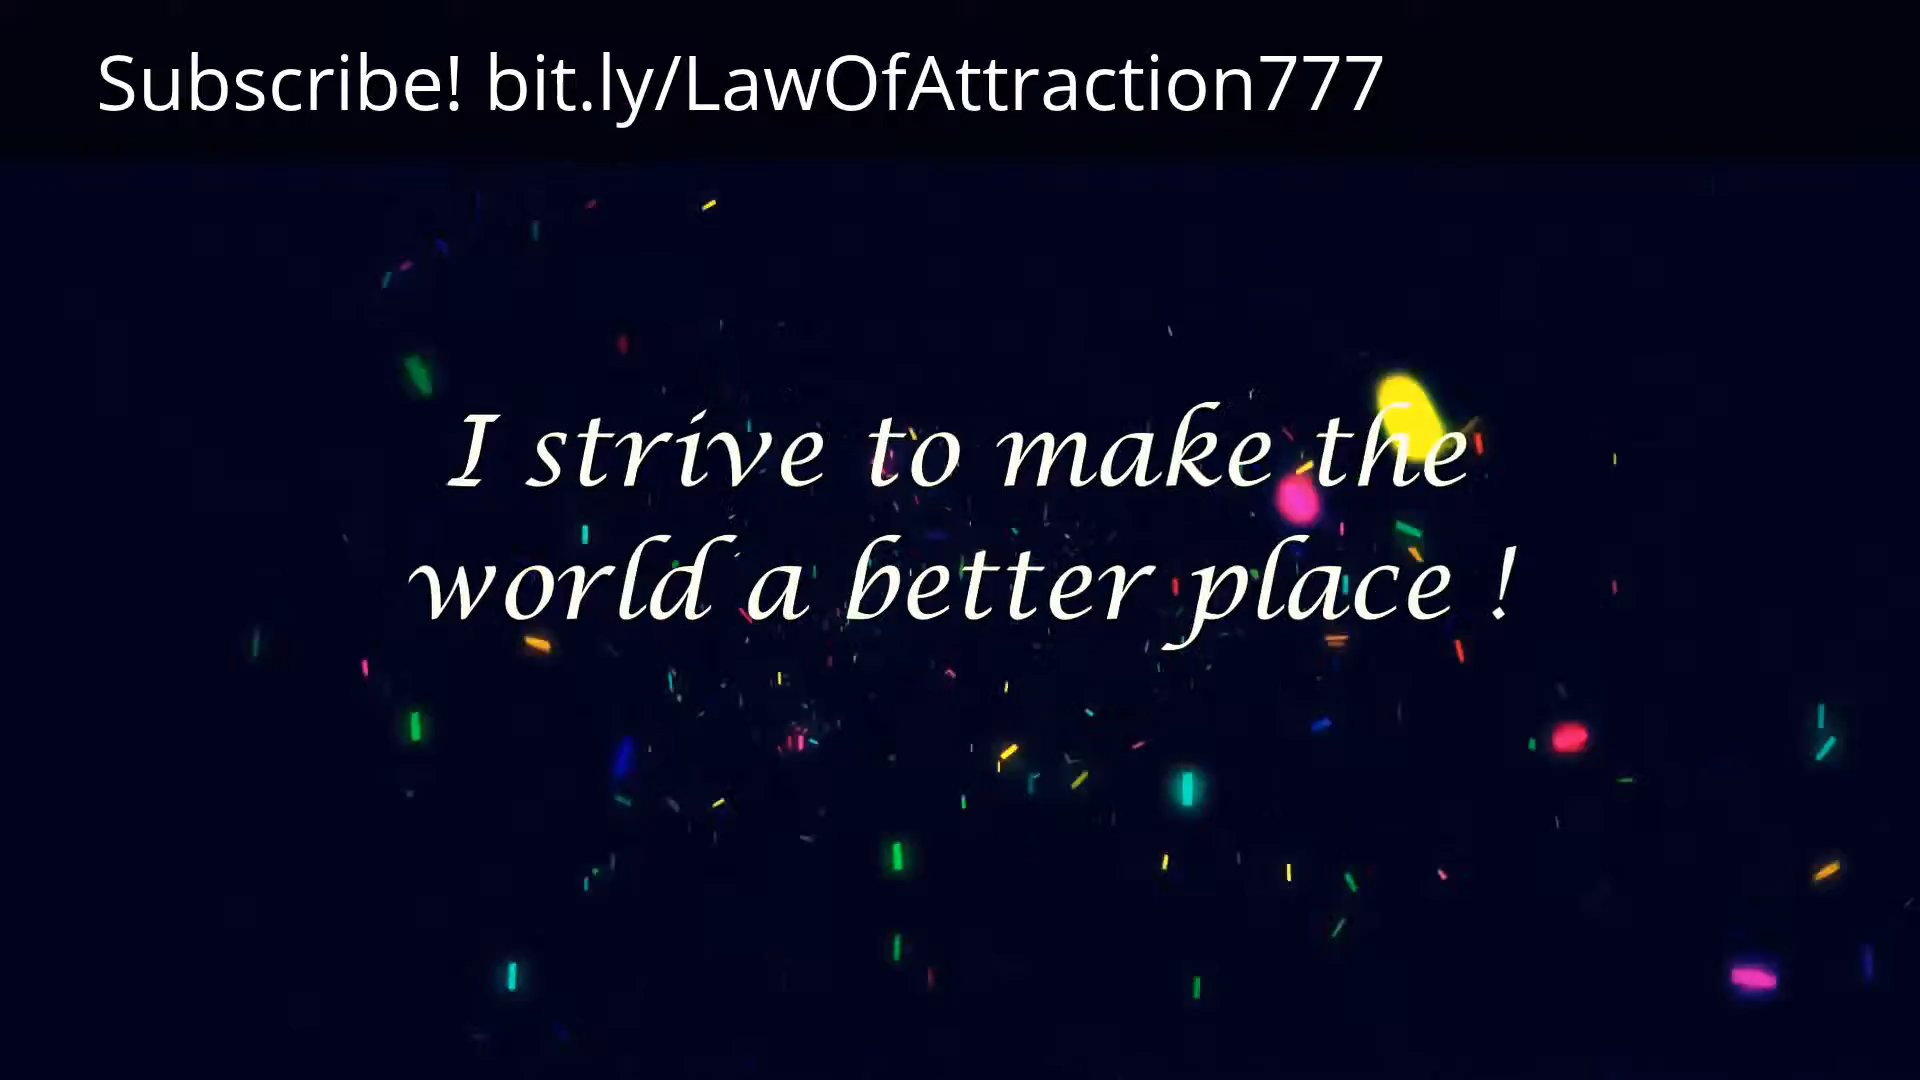 Subscribe! bit.ly/LawOfAttraction777
I strive to make the
world a better place !